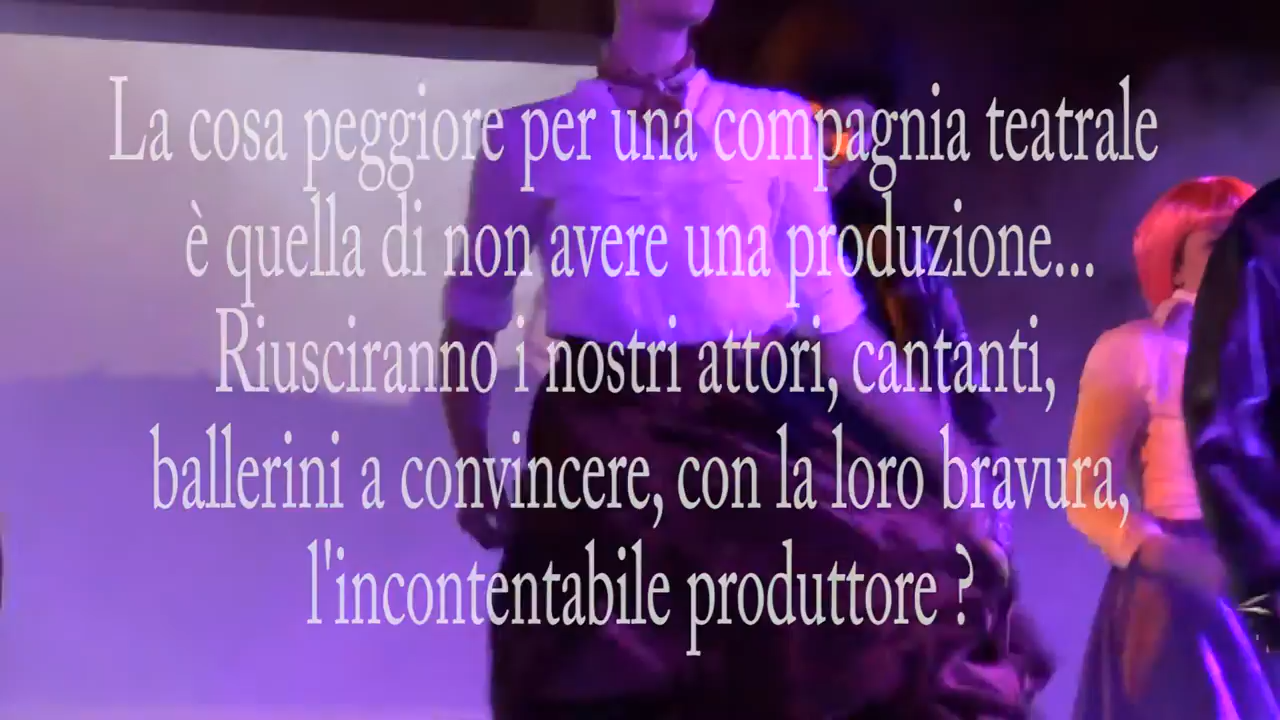 La cosa peggiore per una compagnia teatrale
è quella di non avere una produzione...
Riusciranno i nostri attori, cantanti,
ballerini a convincere, con la loro bravura,
l'incontentabile produttore ?